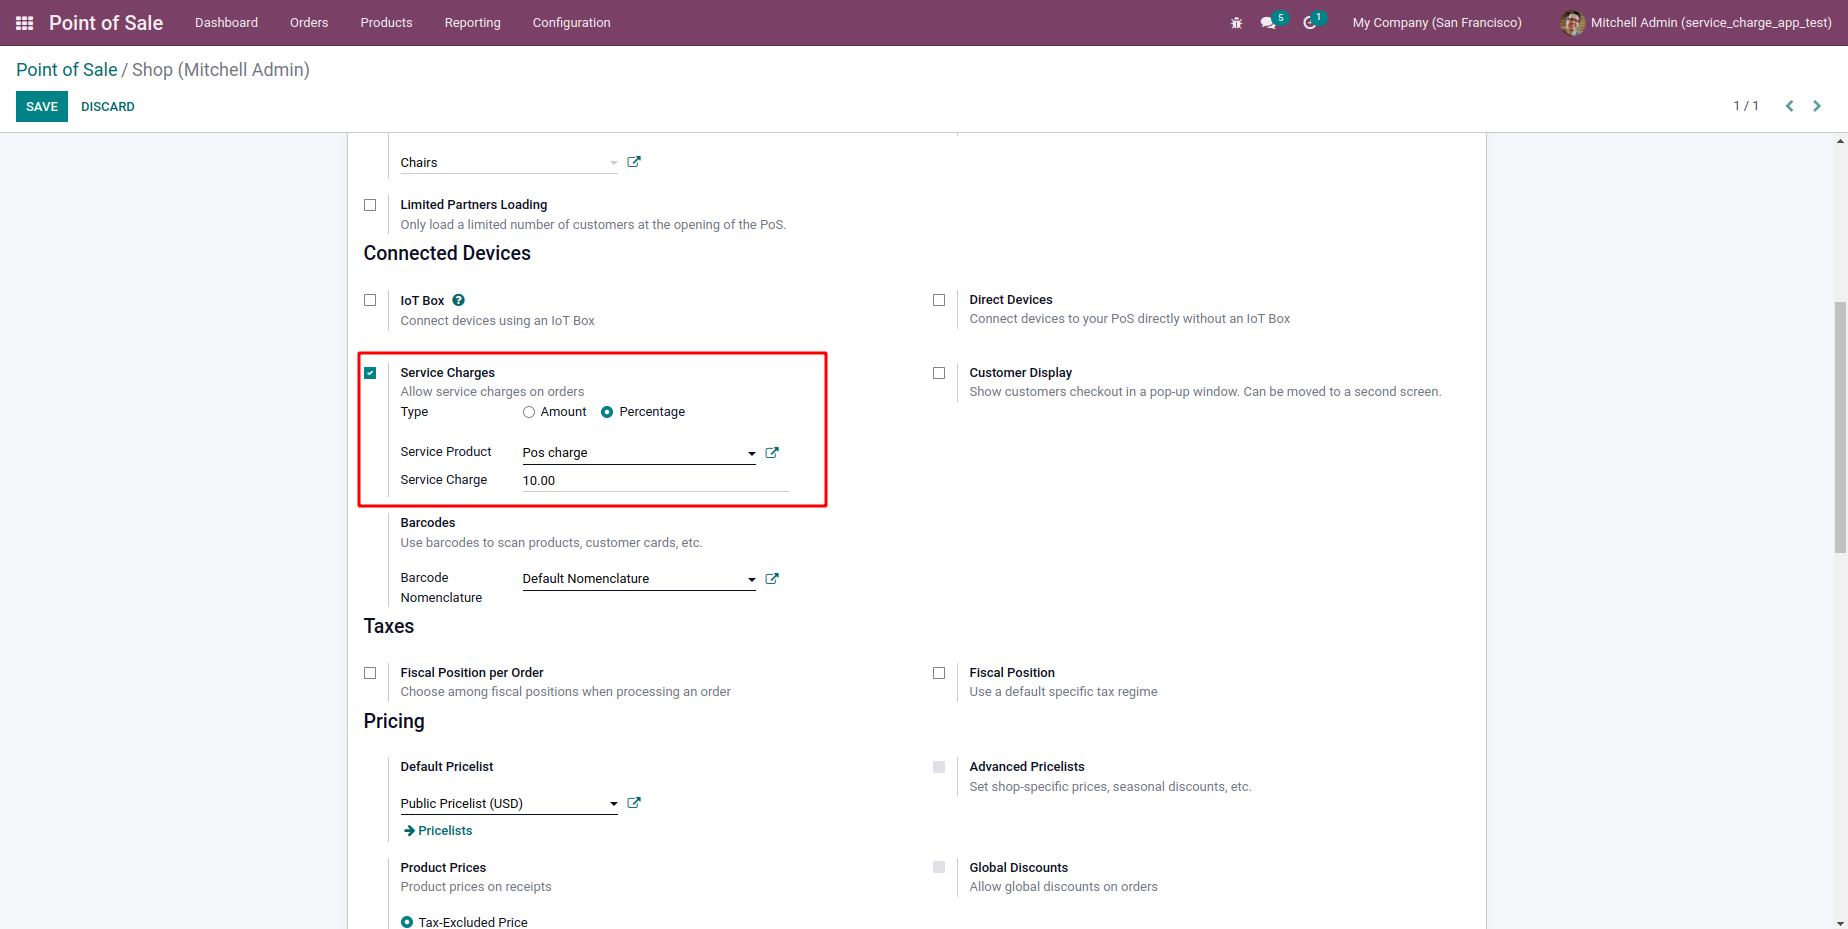 Point of Sale Dashboard Orders Products Reporting Configuration 5 1 My Company (San Francisco) Mitchell Admin (service_charge_app_test)
Point of Sale / Shop (Mitchell Admin)
SAVE DISCARD 1 / 1
Chairs
Limited Partners Loading
Only load a limited number of customers at the opening of the PoS.
Connected Devices
IoT Box ?
Connect devices using an IoT Box
Direct Devices
Connect devices to your PoS directly without an IoT Box
Service Charges
Allow service charges on orders
Type Amount Percentage
Service Product Pos charge
Service Charge 10.00
Customer Display
Show customers checkout in a pop-up window. Can be moved to a second screen.
Barcodes
Use barcodes to scan products, customer cards, etc.
Barcode Default Nomenclature
Nomenclature
Taxes
Fiscal Position per Order
Choose among fiscal positions when processing an order
Fiscal Position
Use a default specific tax regime
Pricing
Default Pricelist
Public Pricelist (USD)
Pricelists
Advanced Pricelists
Set shop-specific prices, seasonal discounts, etc.
Product Prices
Product prices on receipts
Tax-Excluded Price
Global Discounts
Allow global discounts on orders